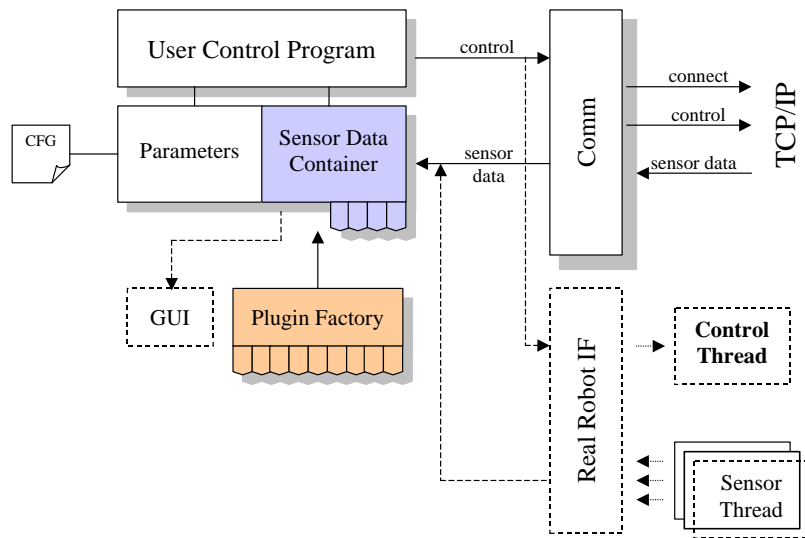 User Control Program
control
connect
control
sensor data
TCP/IP
Comm
CFG
Parameters
Sensor Data
Container
sensor
data
GUI
Plugin Factory
Real Robot IF
Control
Thread
Sensor
Thread